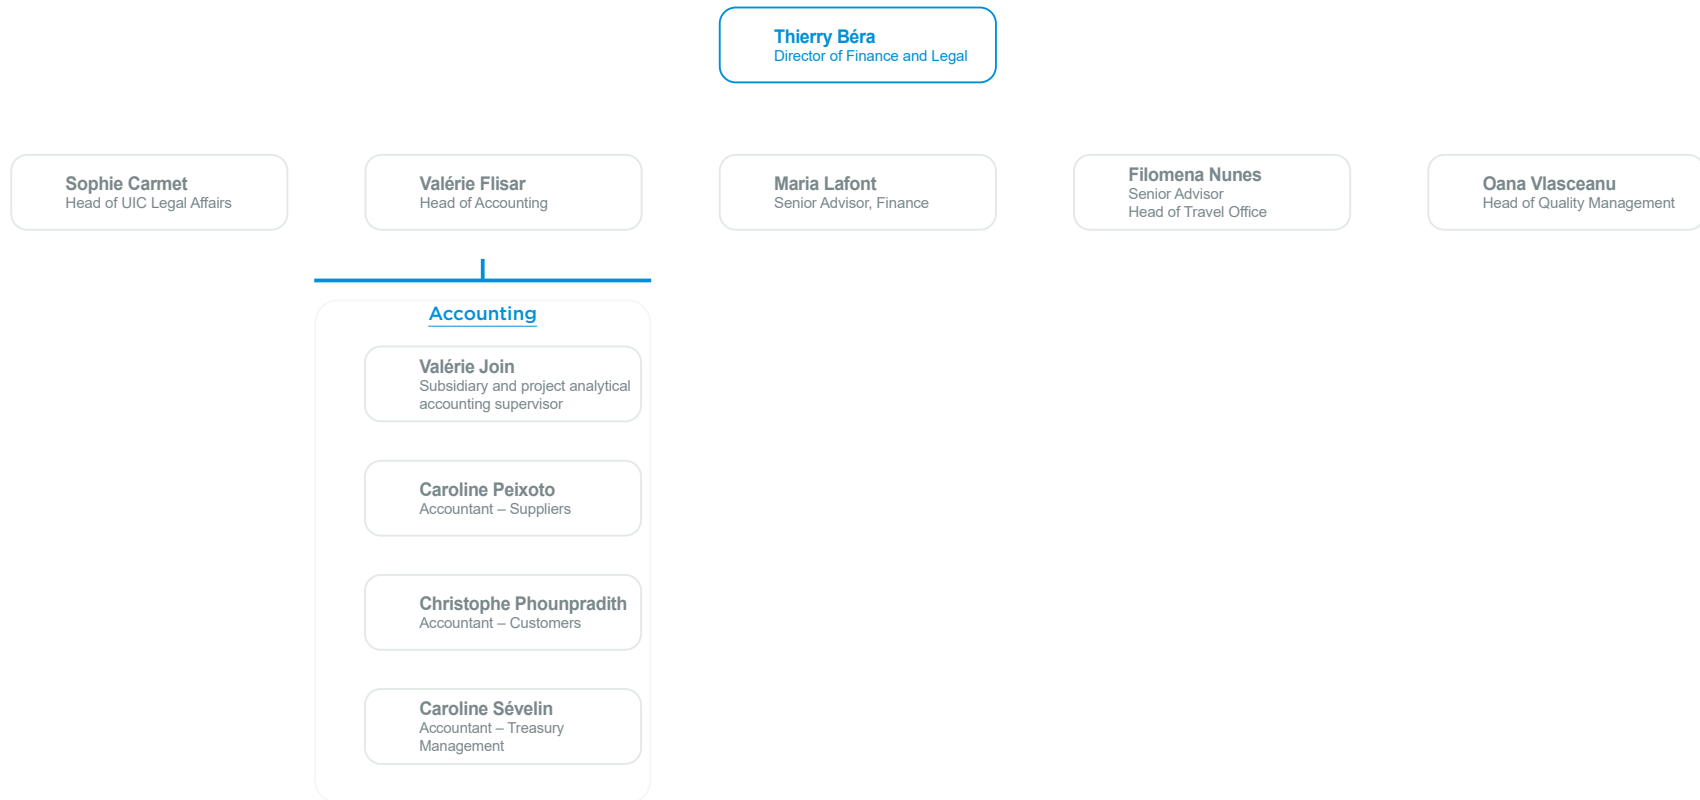 Thierry Béra
Director of Finance and Legal
Sophie Carmet
Head of UIC Legal Affairs
Valérie Flisar
Head of Accounting
Maria Lafont
Senior Advisor, Finance
Filomena Nunes
Senior Advisor
Head of Travel Office
Oana Vlasceanu
Head of Quality Management
Accounting
Valérie Join
Subsidiary and project analytical
accounting supervisor
Caroline Peixoto
Accountant – Suppliers
Christophe Phounpradith
Accountant – Customers
Caroline Sévelin
Accountant – Treasury
Management